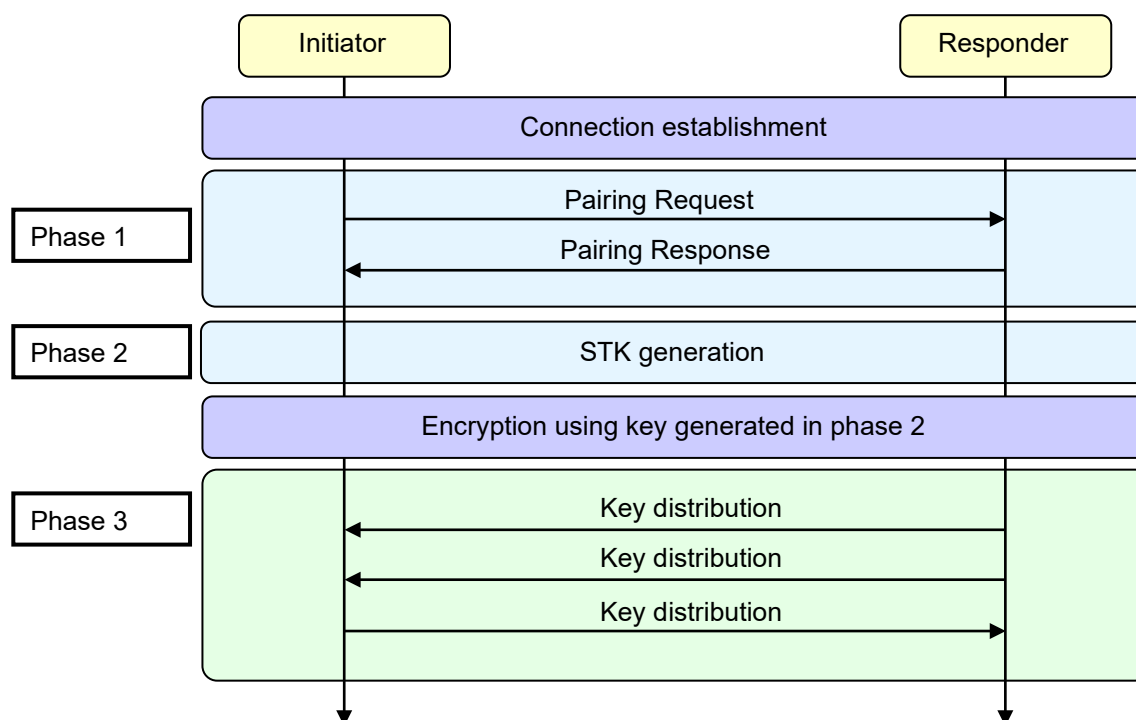 Initiator
Responder
Connection establishment
Phase 1
Pairing Request
Pairing Response
Phase 2
STK generation
Encryption using key generated in phase 2
Phase 3
Key distribution
Key distribution
Key distribution